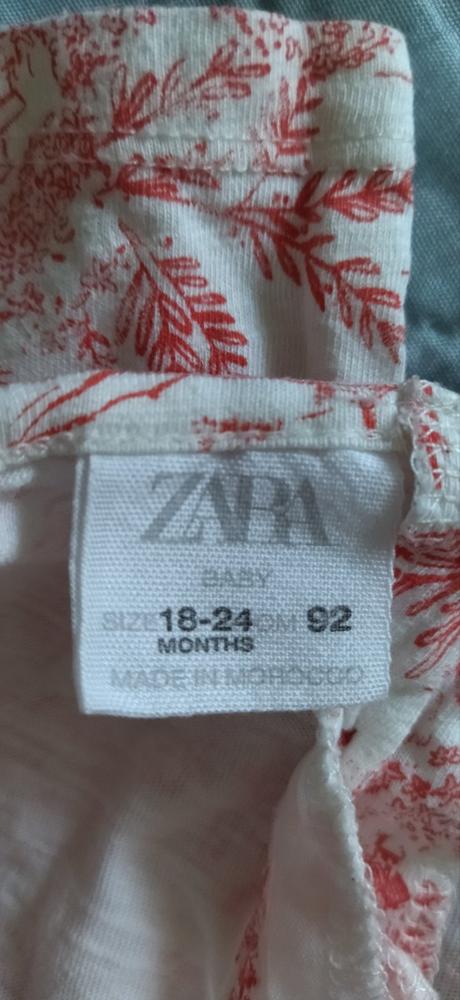 ZARA
BABY
SIZE 18-24 CM 92
MONTHS
MADE IN MOROCCO